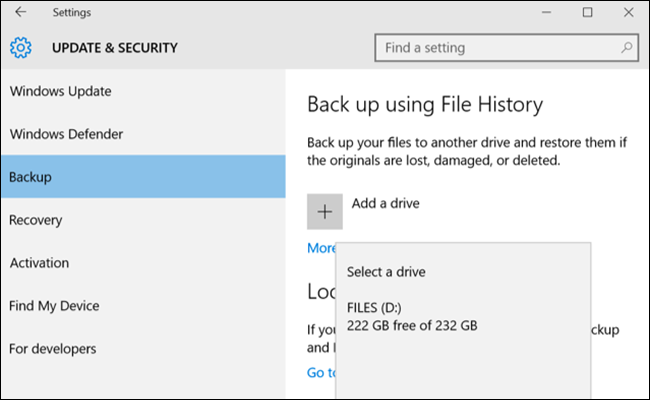 Settings
UPDATE & SECURITY
Find a setting
Windows Update
Windows Defender
Backup
Recovery
Activation
Find My Device
For developers
Back up using File History
Back up your files to another drive and restore them if
the originals are lost, damaged, or deleted.
Add a drive
More
Select a drive
FILES (D:)
222 GB free of 232 GB
If you
ckup
and
Go to